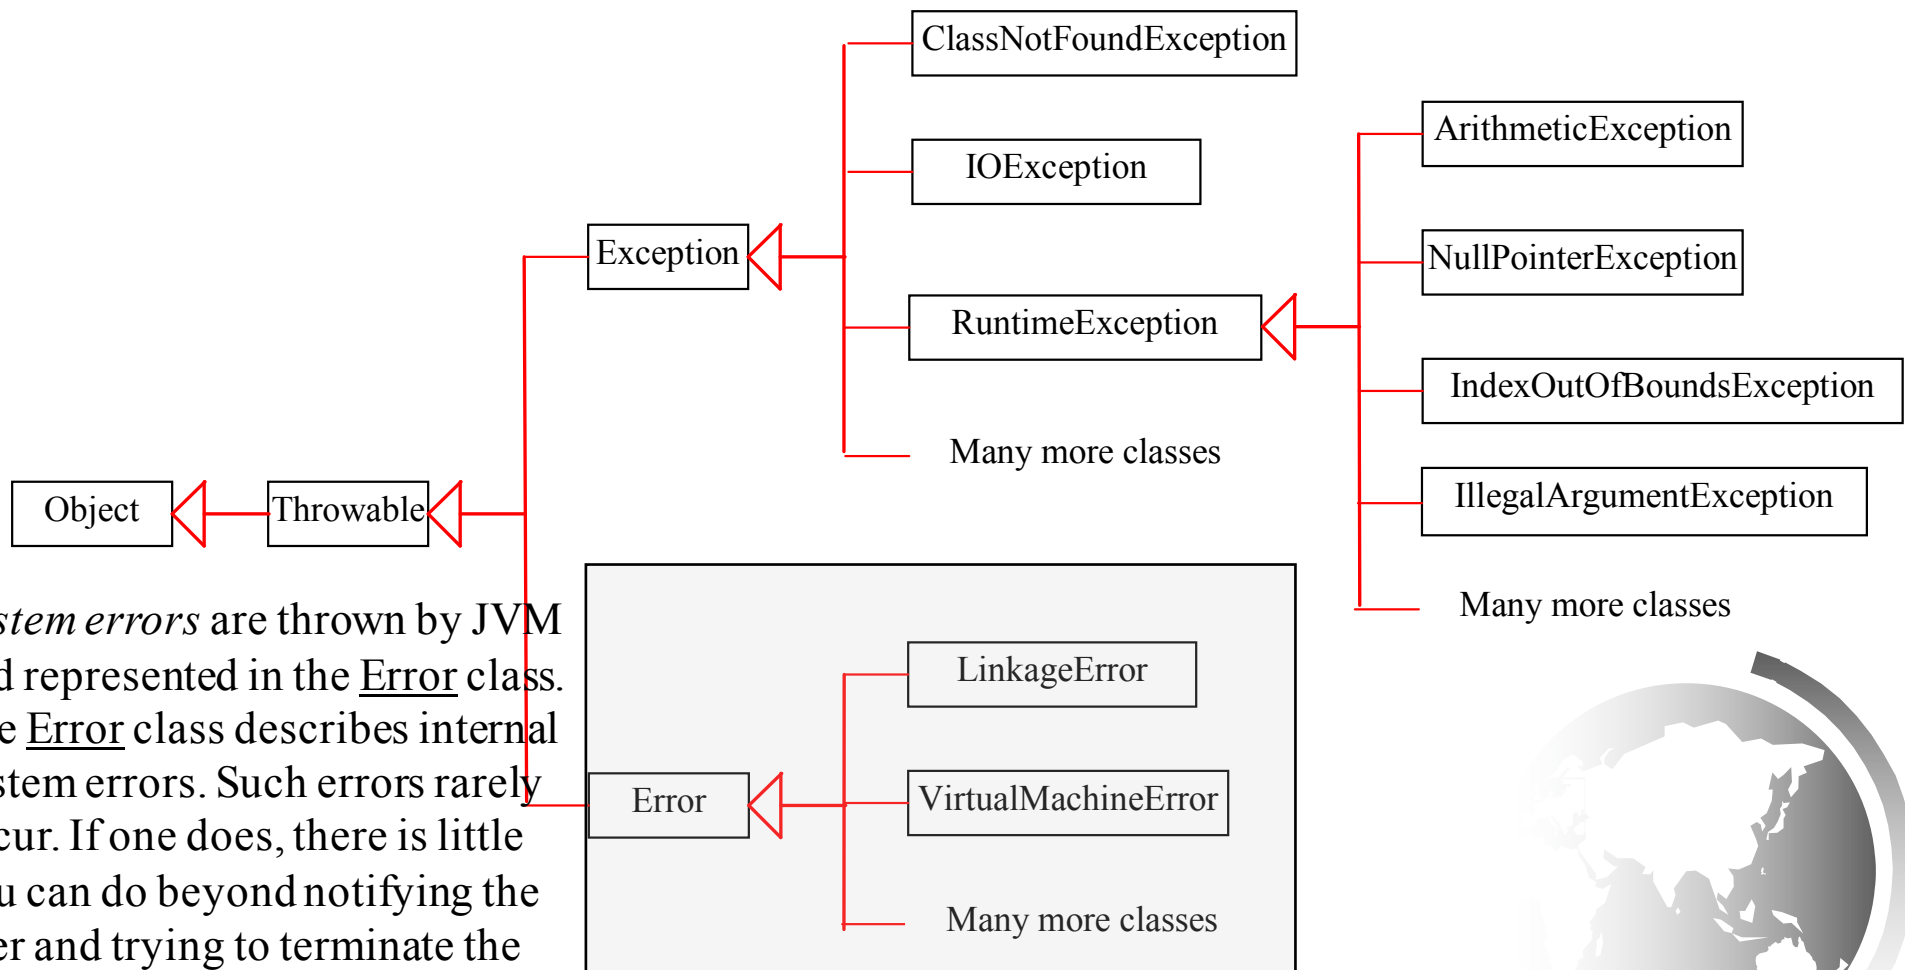 ClassNotFoundException
ArithmeticException
IOException
Exception
NullPointerException
RuntimeException
IndexOutOfBoundsException
Many more classes
Object
Throwable
IllegalArgumentException
Many more classes
stem errors are thrown by JVM
d represented in the Error class.
e Error class describes internal
stem errors. Such errors rarely
cur. If one does, there is little
u can do beyond notifying the
er and trying to terminate the
LinkageError
Error
VirtualMachineError
Many more classes